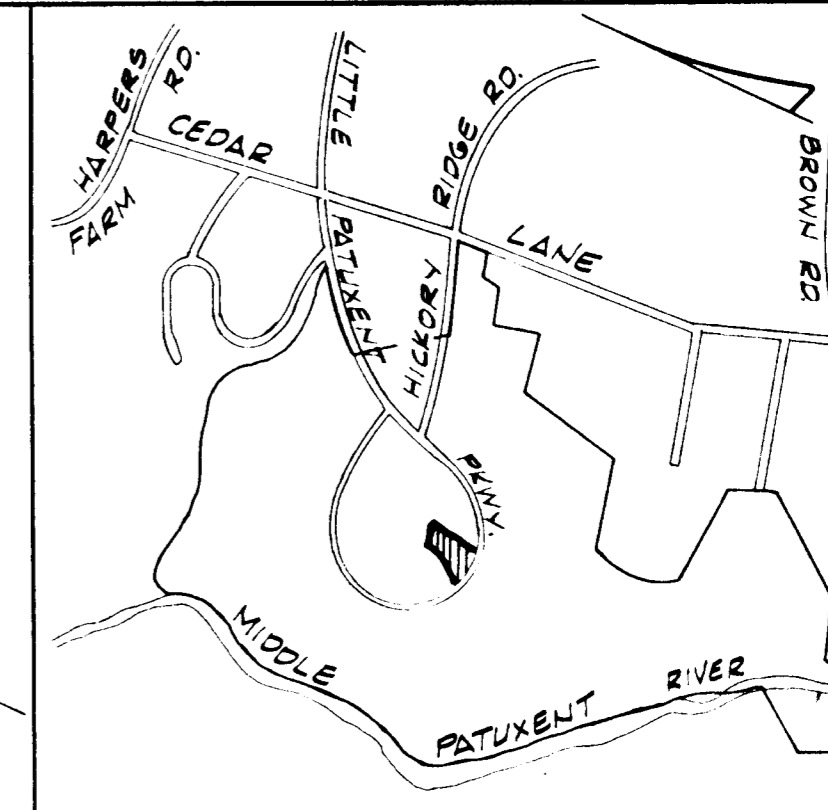 HARPERS
FARM
RD.
CEDAR
LANE
LITTLE
PATUXENT
PKWY.
HICKORY
RIDGE RD.
BROWN RD.
MIDDLE
PATUXENT
RIVER